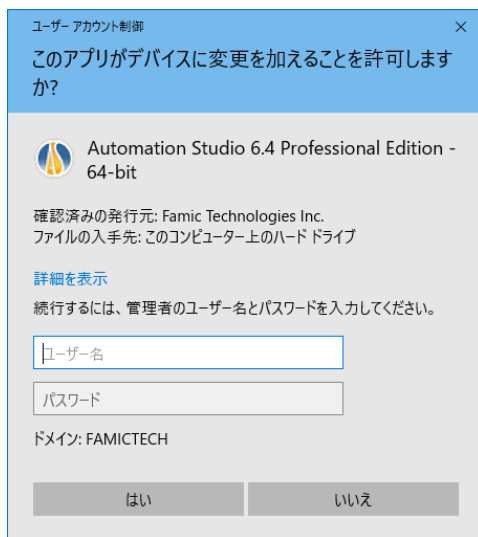 ユーザー アカウント制御
このアプリがデバイスに変更を加えることを許可します
か?
Automation Studio 6.4 Professional Edition -
64-bit
確認済みの発行元: Famic Technologies Inc.
ファイルの入手先: このコンピューター上のハード ドライブ
詳細を表示
続行するには、管理者のユーザー名とパスワードを入力してください。
ユーザー名
パスワード
ドメイン: FAMICTECH
はい
いいえ